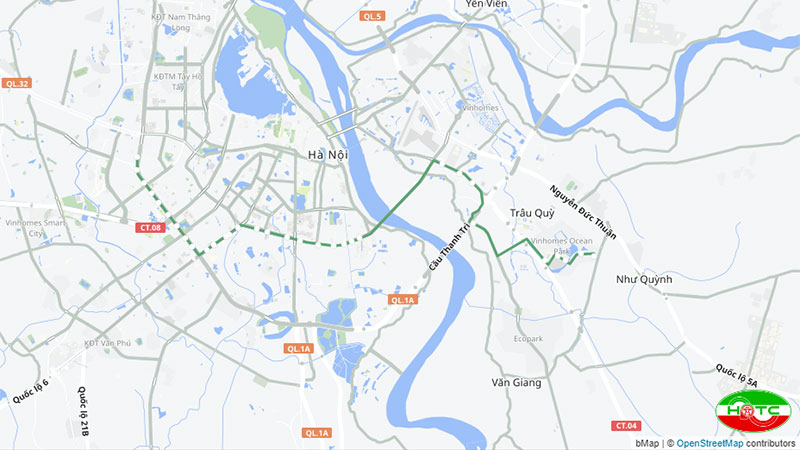 Yên Viên
KĐT Nam Thăng
Long
QL.5
KĐTM Tây Hồ
Tây
QL.32
Vinhomes
Hà Nội
Nguyễn Đức Thuận
Trâu Quỳ
Vinhomes Smart
City
CT.08
Cầu Thanh Trì
Vinhomes Ocean
Park
Như Quỳnh
QL.1A
Ecopark
KĐT Văn Phú
QL.1A
Quốc lộ 6
Quốc lộ 21B
Văn Giang
Quốc lộ 5A
HOTC
QL.1A
CT.04
bMap | © OpenStreetMap contributors